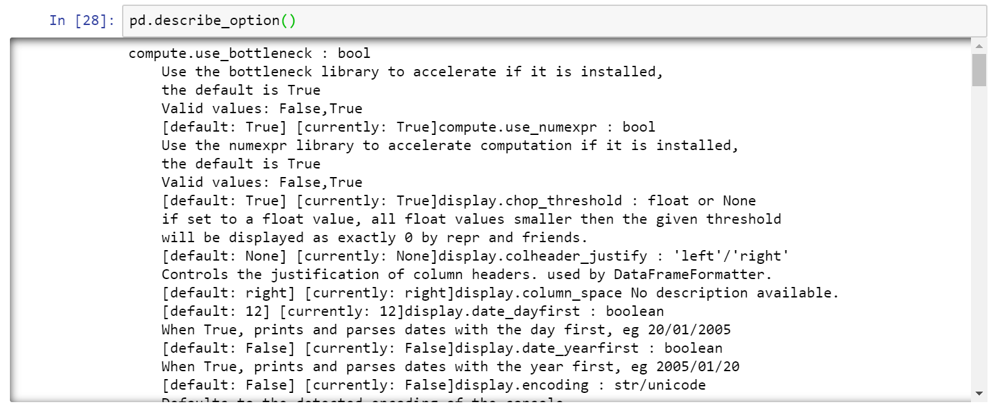 In [28]: pd.describe_option()
compute.use_bottleneck : bool
Use the bottleneck library to accelerate if it is installed,
the default is True
Valid values: False,True
[default: True] [currently: True]compute.use_numexpr : bool
Use the numexpr library to accelerate computation if it is installed,
the default is True
Valid values: False,True
[default: True] [currently: True]display.chop_threshold : float or None
if set to a float value, all float values smaller then the given threshold
will be displayed as exactly 0 by repr and friends.
[default: None] [currently: None]display.colheader_justify : 'left'/'right'
Controls the justification of column headers. used by DataFrameFormatter.
[default: right] [currently: right]display.column_space No description available.
[default: 12] [currently: 12]display.date_dayfirst : boolean
When True, prints and parses dates with the day first, eg 20/01/2005
[default: False] [currently: False]display.date_yearfirst : boolean
When True, prints and parses dates with the year first, eg 2005/01/20
[default: False] [currently: False]display.encoding : str/unicode
Defaults to the detected encoding of the console